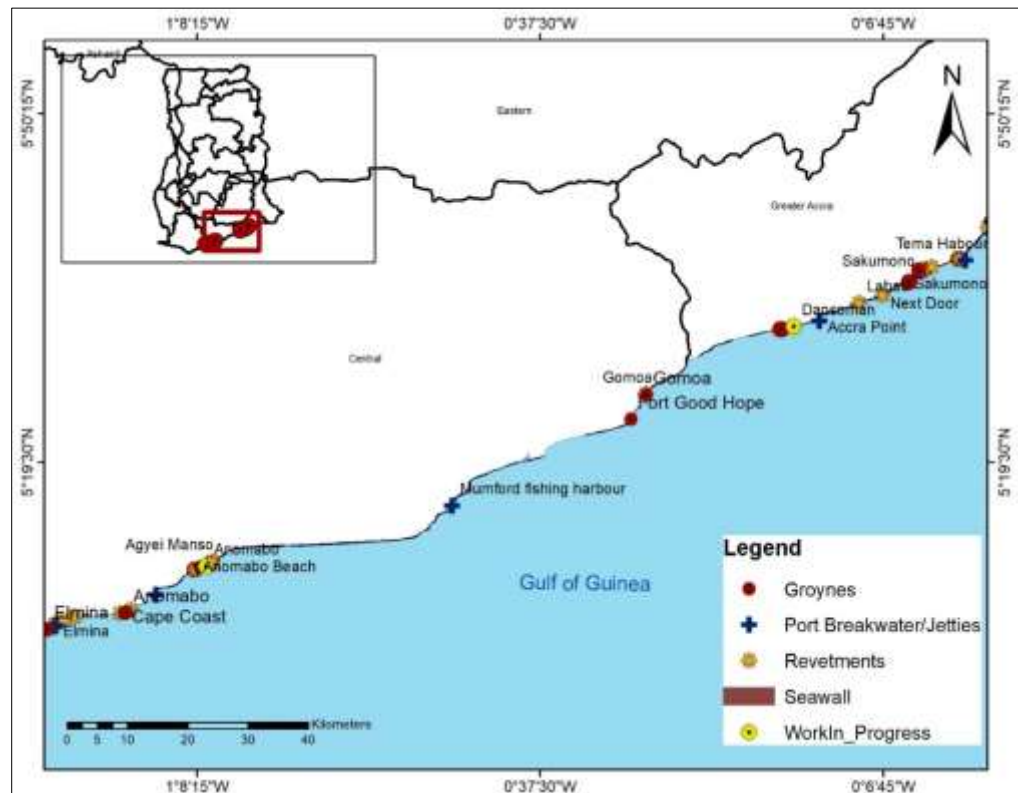 1°8'15"W
0°37'30"W
0°6'45"W
5°50'15"N
5°50'15"N
Ashanti
Eastern
N
Greater Accra
Tema Habour
Sakumono
Sakumono
Next Door
Dansoman
Accra Point
Central
Gomoa
Gomoa
Fort Good Hope
5°19'30"N
5°19'30"N
Mumford fishing harbour
Agyei Manso
Anomabo
Anomabo Beach
Anomabo
Cape Coast
Elmina
Elmina
Gulf of Guinea
Legend
Groynes
Port Breakwater/Jetties
Revetments
Seawall
WorkIn_Progress
Kilometers
0 5 10 20 30 40
1°8'15"W
0°37'30"W
0°6'45"W